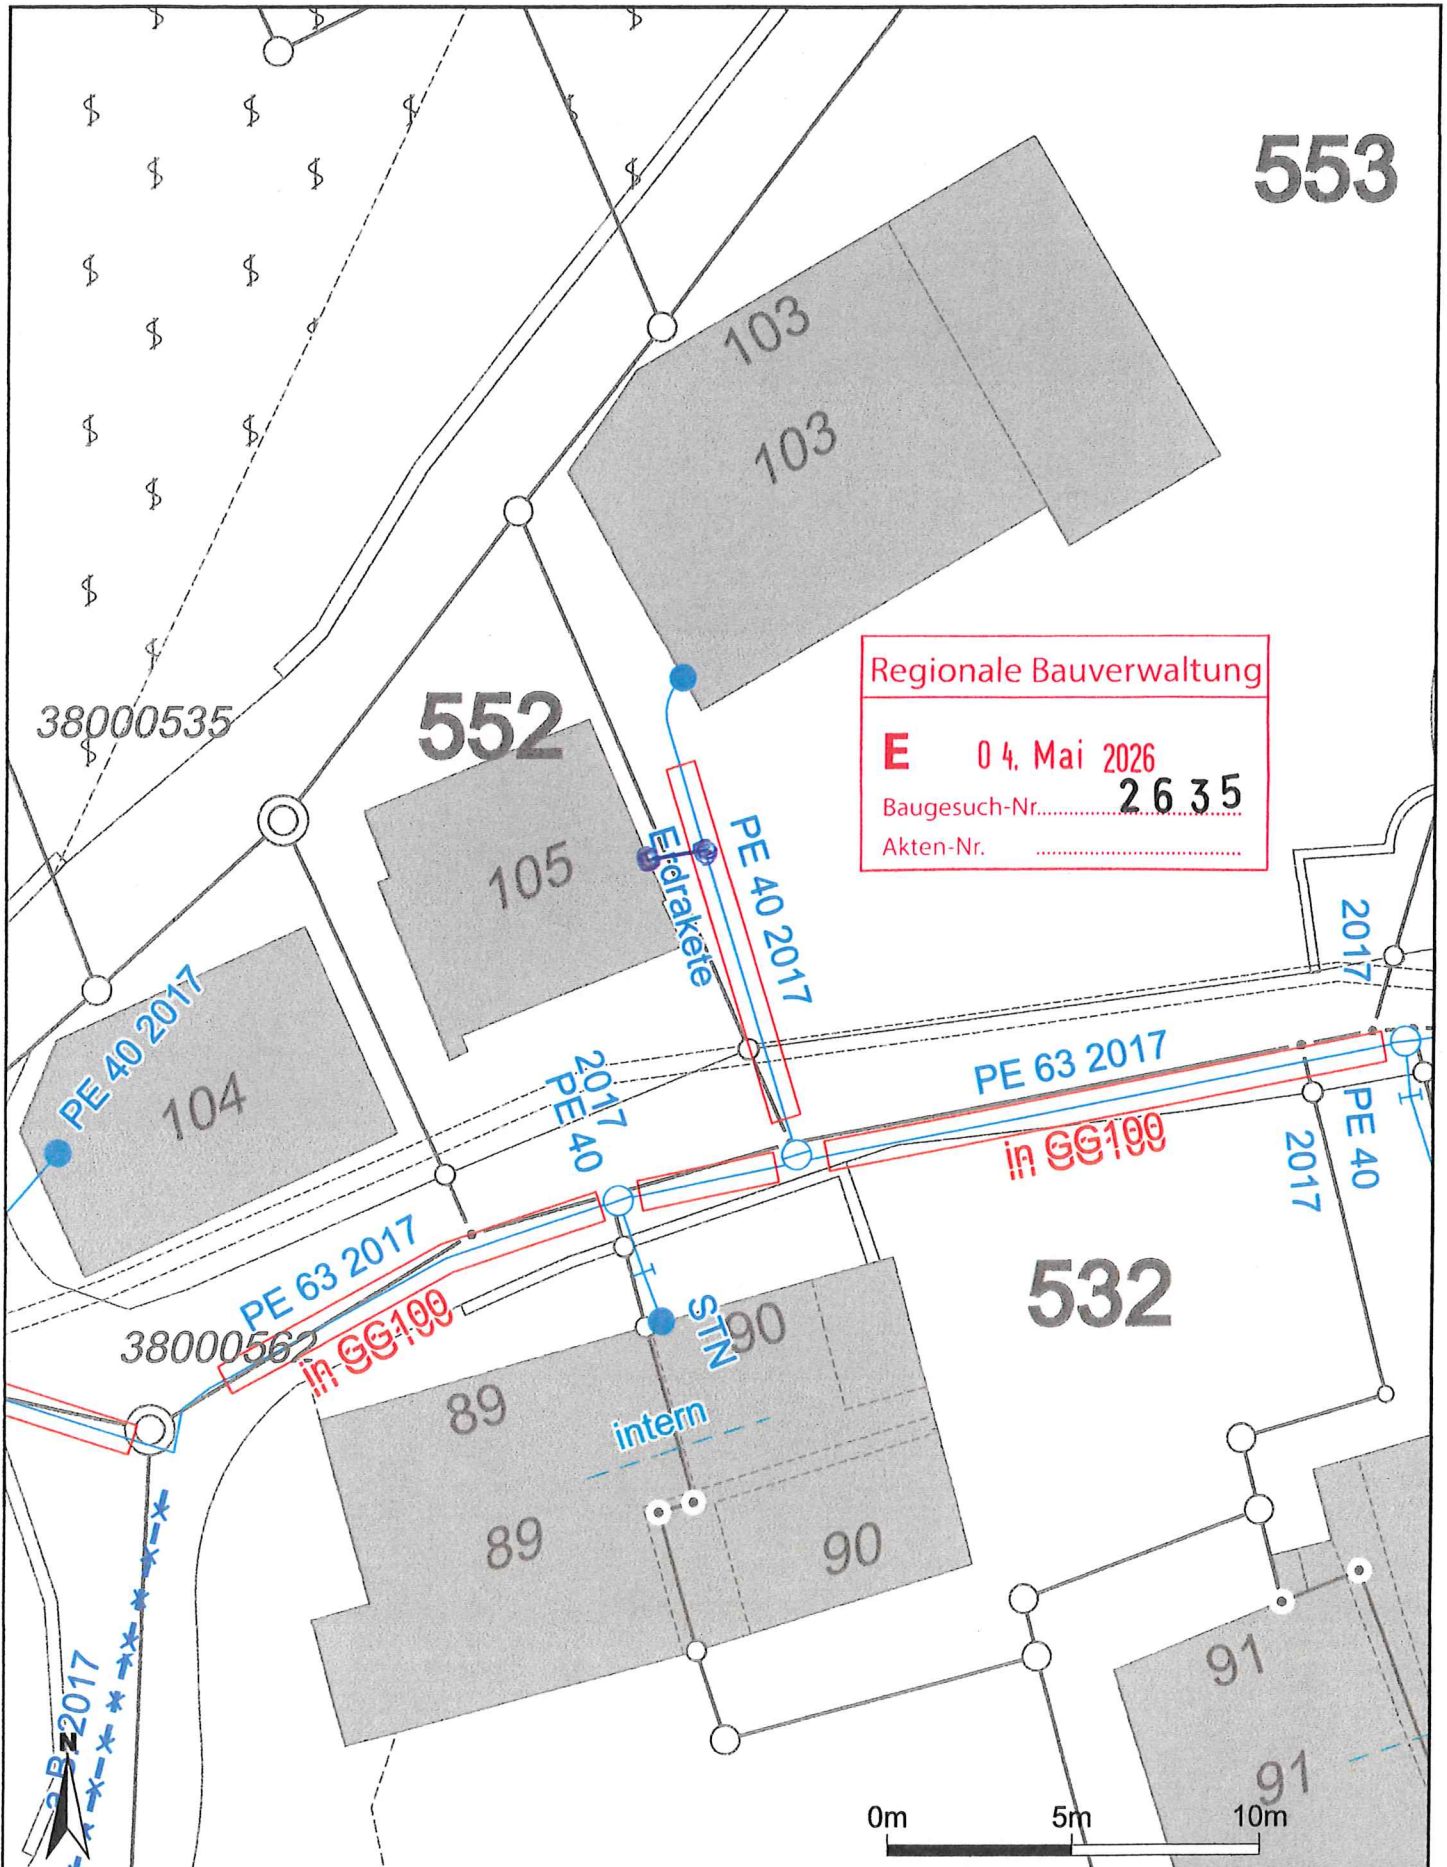 553
103
103
Regionale Bauverwaltung
E 04. Mai 2026
Baugesuch-Nr. 2635
Akten-Nr.
38000535
552
105
Erdrakete
PE 40 2017
2017
PE 40 2017
104
2017
PE 40
PE 63 2017
in GG100
PE 40
2017
PE 63 2017
in GG100
38000562
532
STN
90
89
intern
89
90
91
91
2017
N
0m 5m 10m